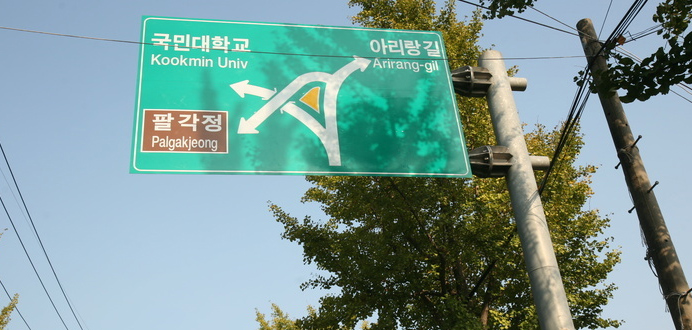 국민대학교
Kookmin Univ
아리랑길
Arirang-gil
팔각정
Palgakjeong